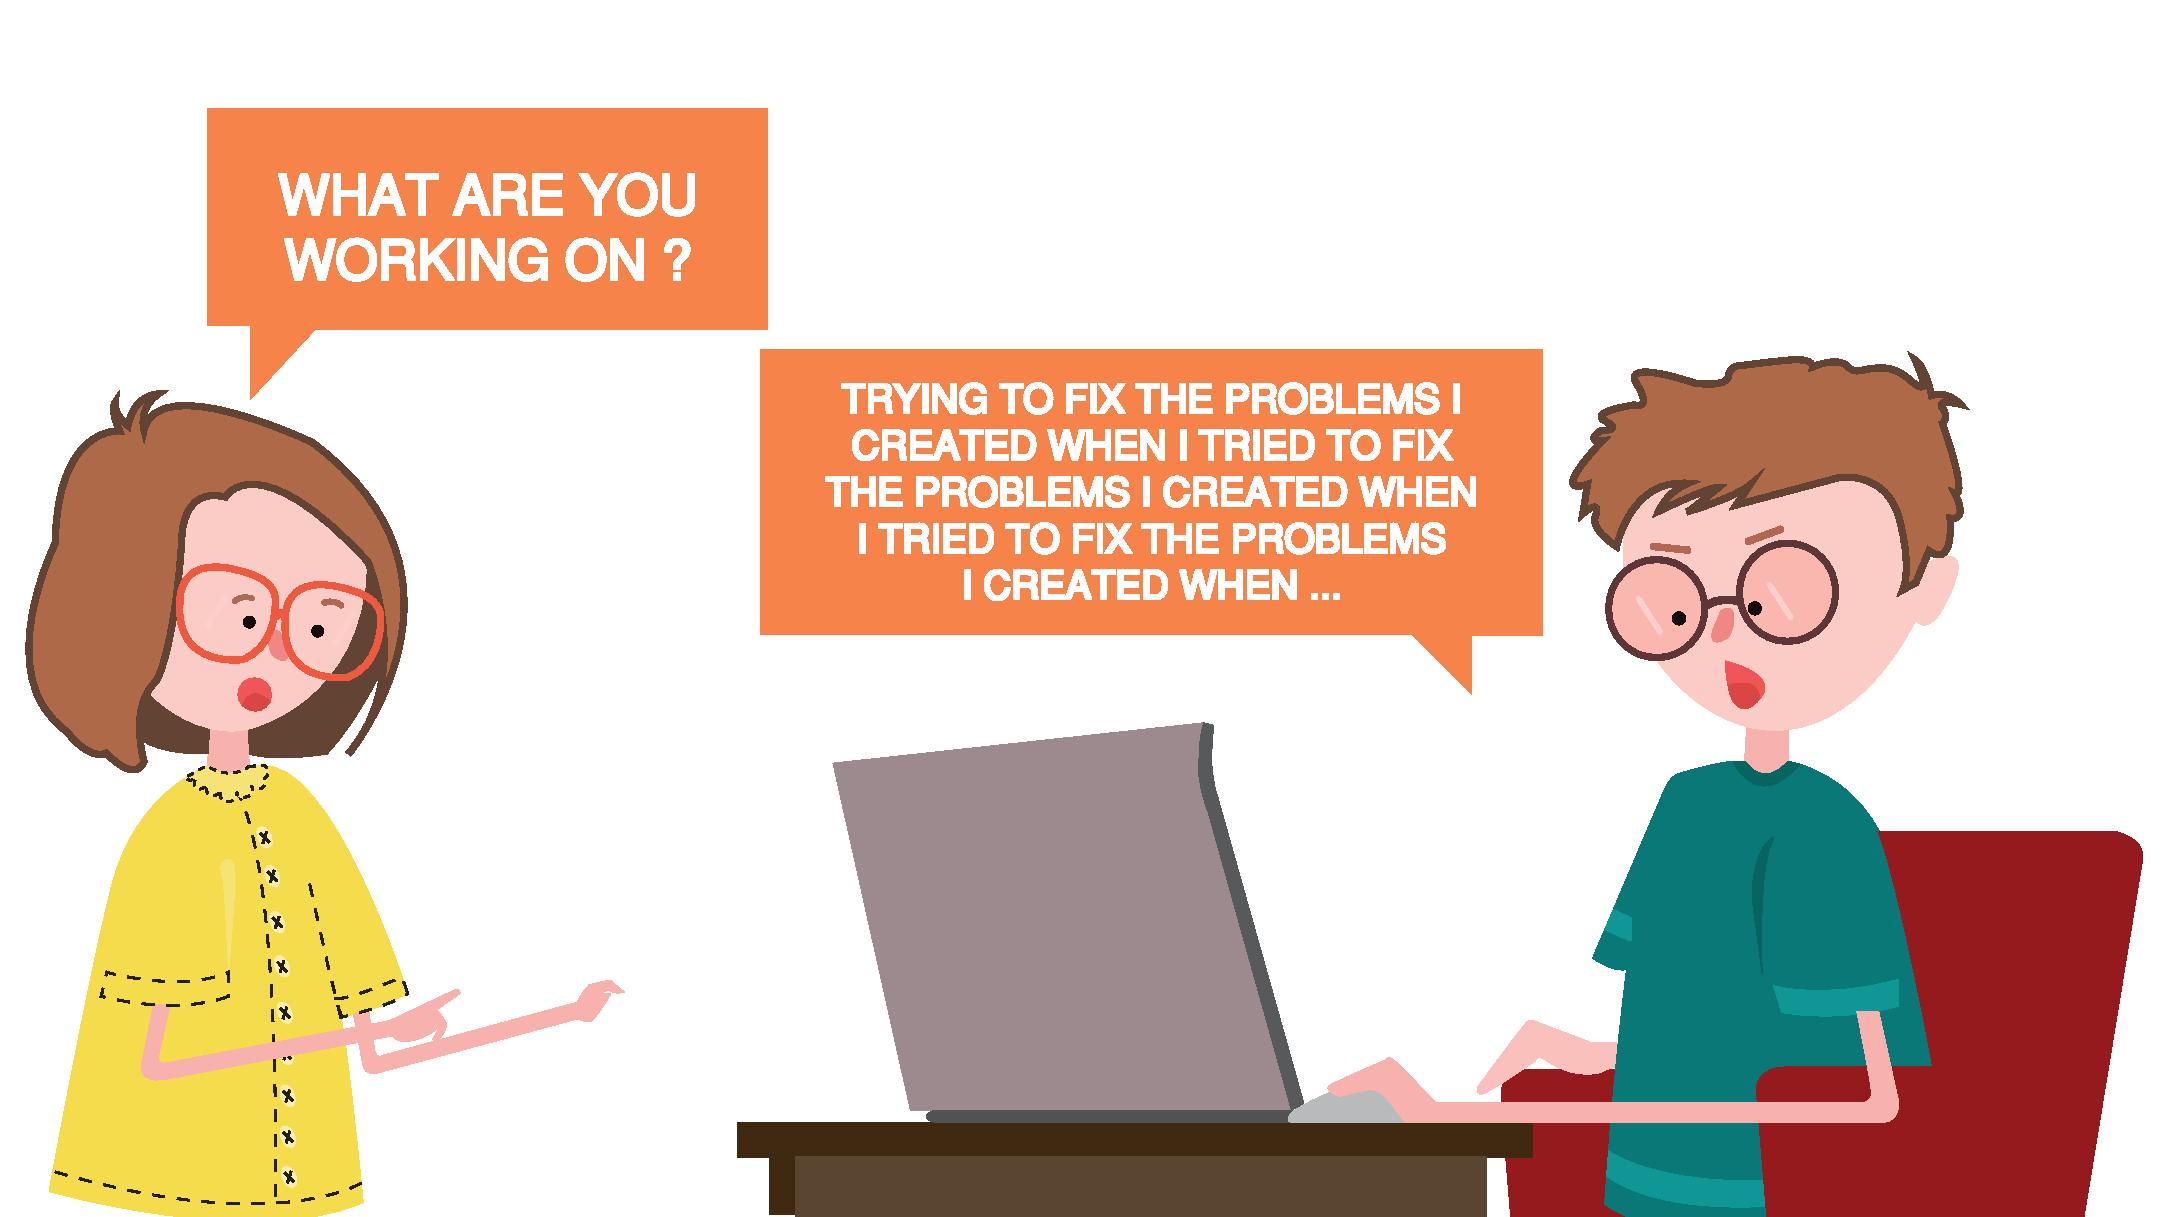 WHAT ARE YOU
WORKING ON ?
TRYING TO FIX THE PROBLEMS I
CREATED WHEN I TRIED TO FIX
THE PROBLEMS I CREATED WHEN
I TRIED TO FIX THE PROBLEMS
I CREATED WHEN ...